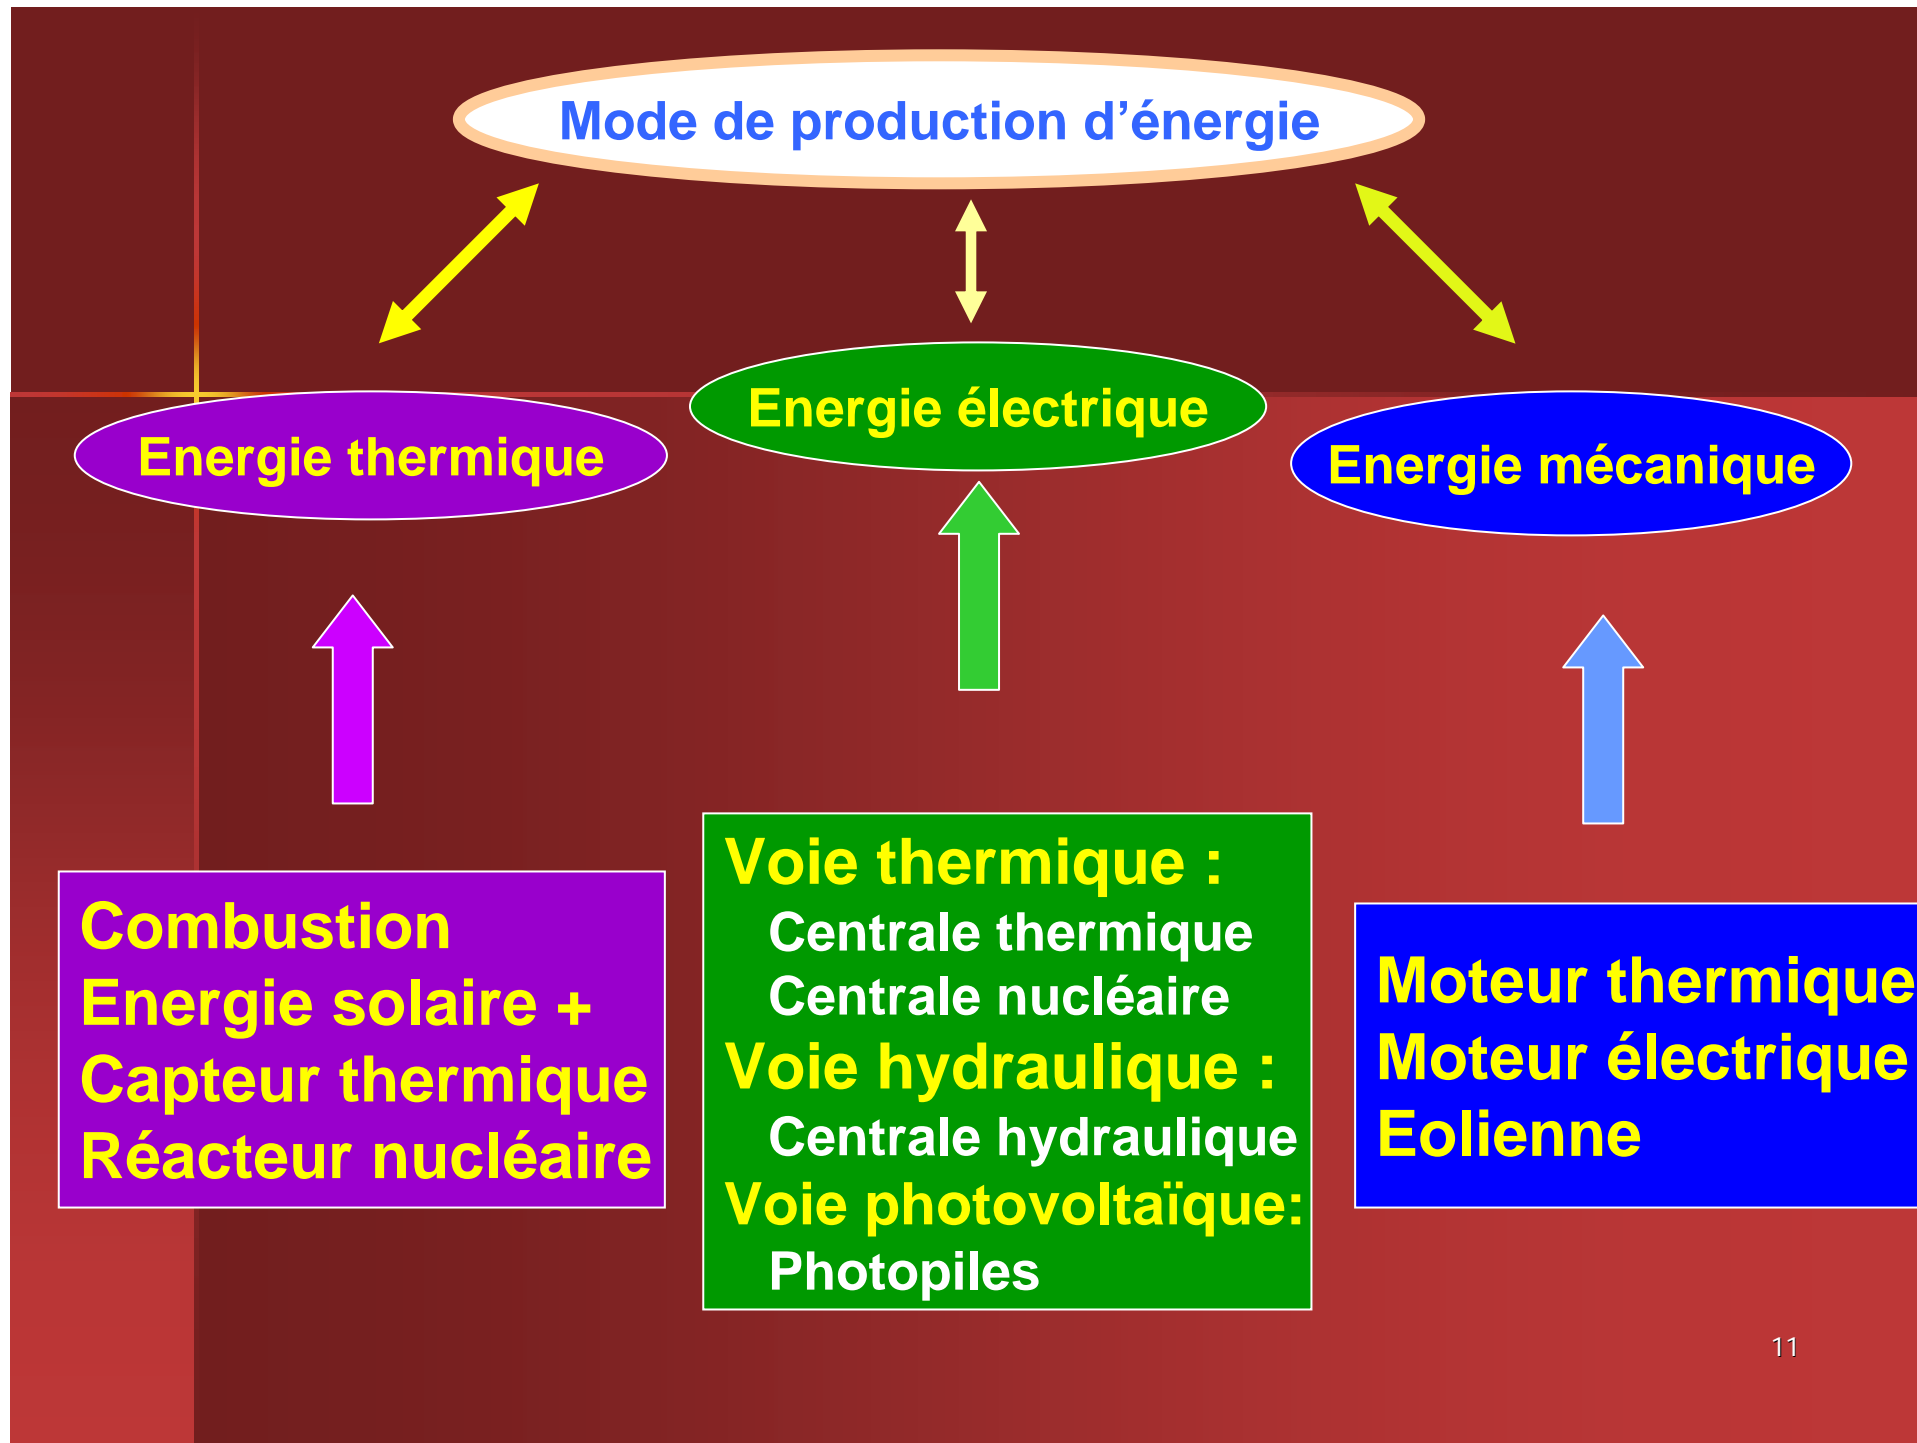 Mode de production d’énergie
Energie thermique
Energie électrique
Energie mécanique
Combustion
Energie solaire +
Capteur thermique
Réacteur nucléaire
Voie thermique :
Centrale thermique
Centrale nucléaire
Voie hydraulique :
Centrale hydraulique
Voie photovoltaïque:
Photopiles
Moteur thermique
Moteur électrique
Eolienne
11